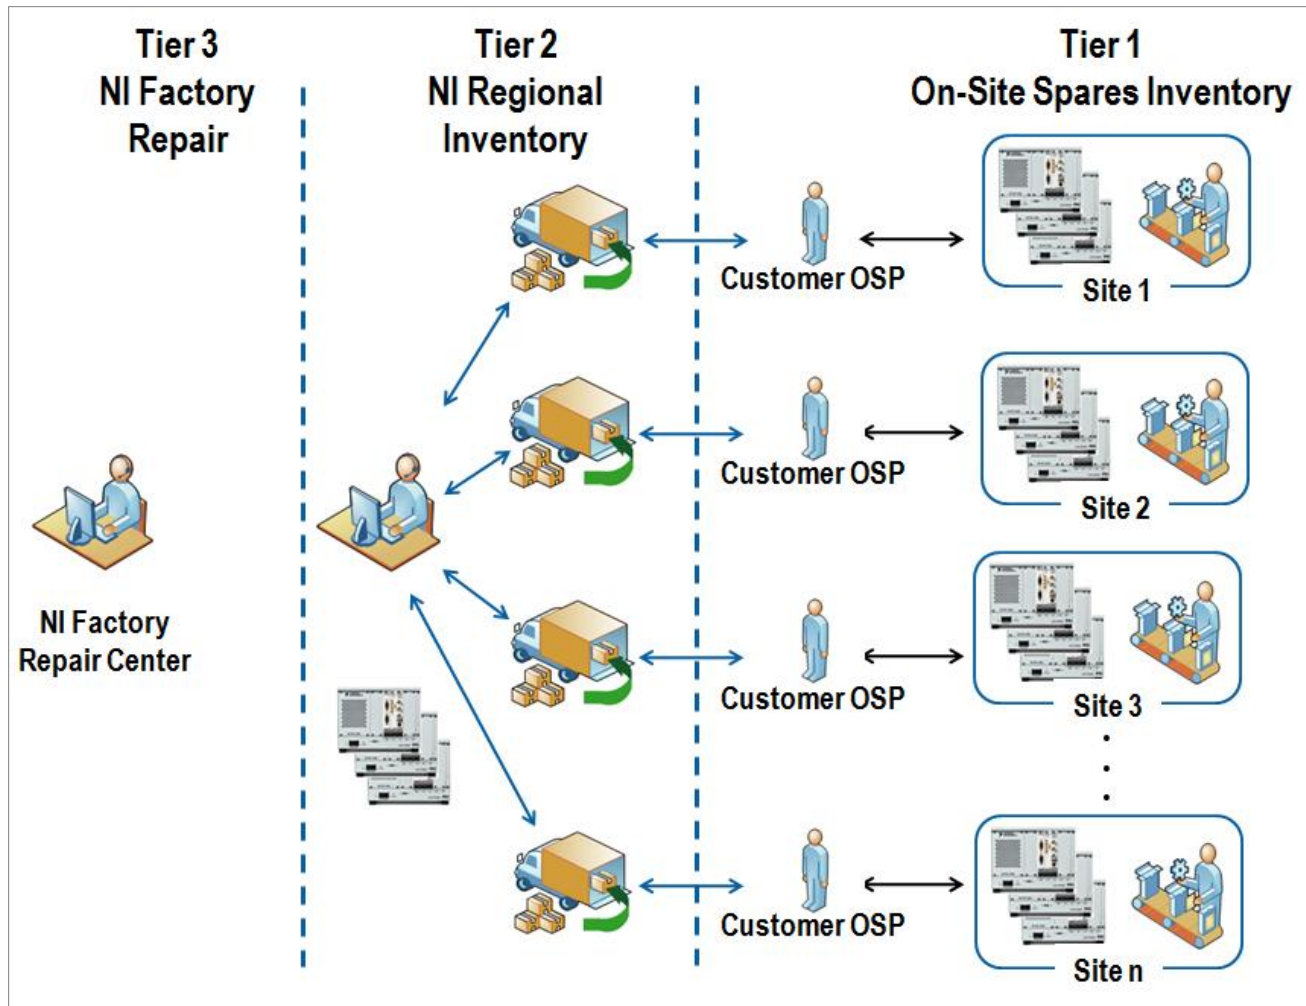 Tier 3
NI Factory
Repair
Tier 2
NI Regional
Inventory
Tier 1
On-Site Spares Inventory
Customer OSP
Site 1
Customer OSP
Site 2
NI Factory
Repair Center
Customer OSP
Site 3
Customer OSP
Site n